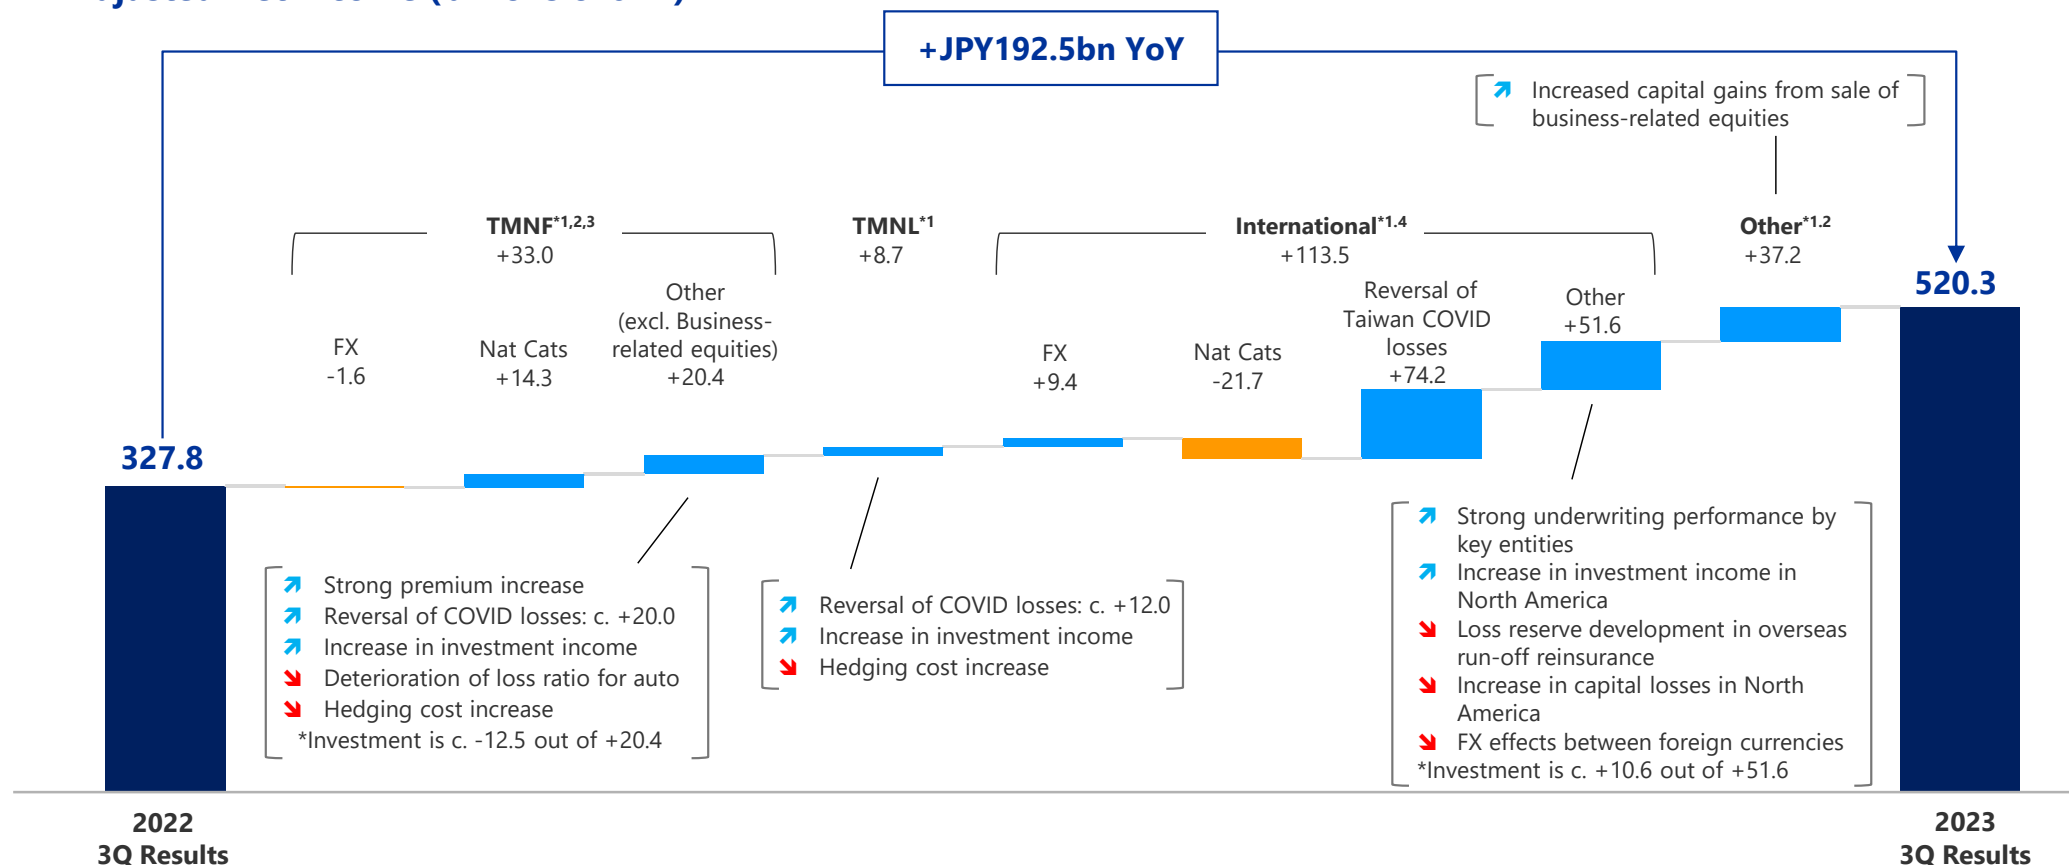 +JPY192.5bn YoY
Increased capital gains from sale of
business-related equities
TMNF*1,2,3
+33.0
TMNL*1
+8.7
International*1.4
+113.5
Other*1.2
+37.2
327.8
FX
-1.6
Nat Cats
+14.3
Other
(excl. Business-
related equities)
+20.4
FX
+9.4
Nat Cats
-21.7
Reversal of
Taiwan COVID
losses
+74.2
Other
+51.6
520.3
Strong premium increase
Reversal of COVID losses: c. +20.0
Increase in investment income
Deterioration of loss ratio for auto
Hedging cost increase
*Investment is c. -12.5 out of +20.4
Reversal of COVID losses: c. +12.0
Increase in investment income
Hedging cost increase
Strong underwriting performance by
key entities
Increase in investment income in
North America
Loss reserve development in overseas
run-off reinsurance
Increase in capital losses in North
America
FX effects between foreign currencies
*Investment is c. +10.6 out of +51.6
2022
3Q Results
2023
3Q Results